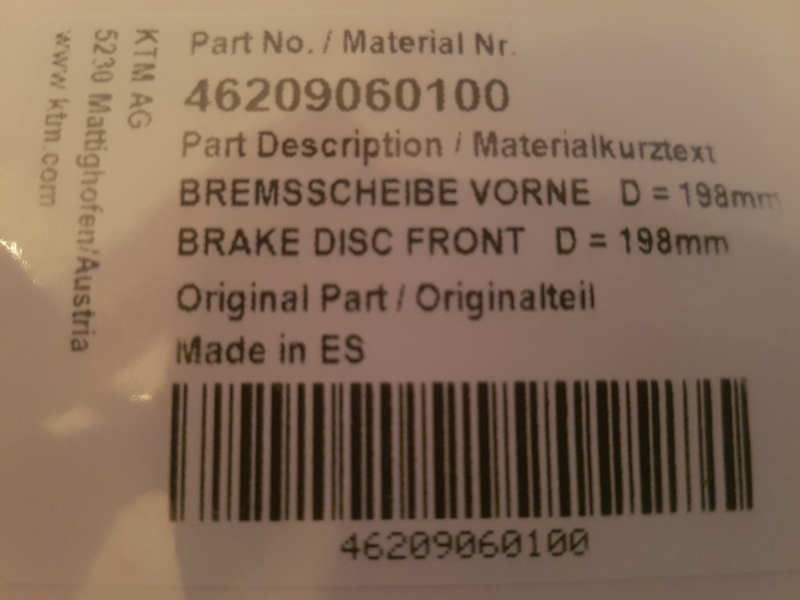 Part No. / Material Nr.
46209060100
Part Description / Materialkurztext
BREMSSCHEIBE VORNE D = 198mm
BRAKE DISC FRONT D = 198mm
Original Part / Originalteil
Made in ES
46209060100
KTM AG
5230 Mattighofen/Austria
www.ktm.com